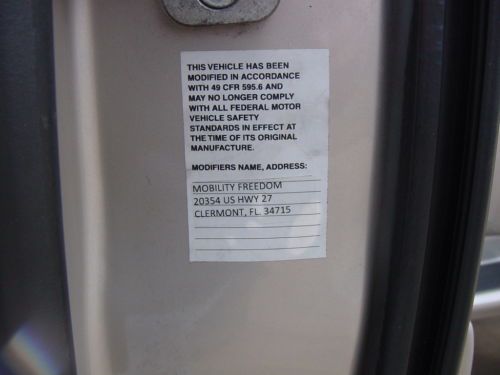 THIS VEHICLE HAS BEEN
MODIFIED IN ACCORDANCE
WITH 49 CFR 595.6 AND
MAY NO LONGER COMPLY
WITH ALL FEDERAL MOTOR
VEHICLE SAFETY
STANDARDS IN EFFECT AT
THE TIME OF ITS ORIGINAL
MANUFACTURE.
MODIFIERS NAME, ADDRESS:
MOBILITY FREEDOM
20354 US HWY 27
CLERMONT, FL 34715